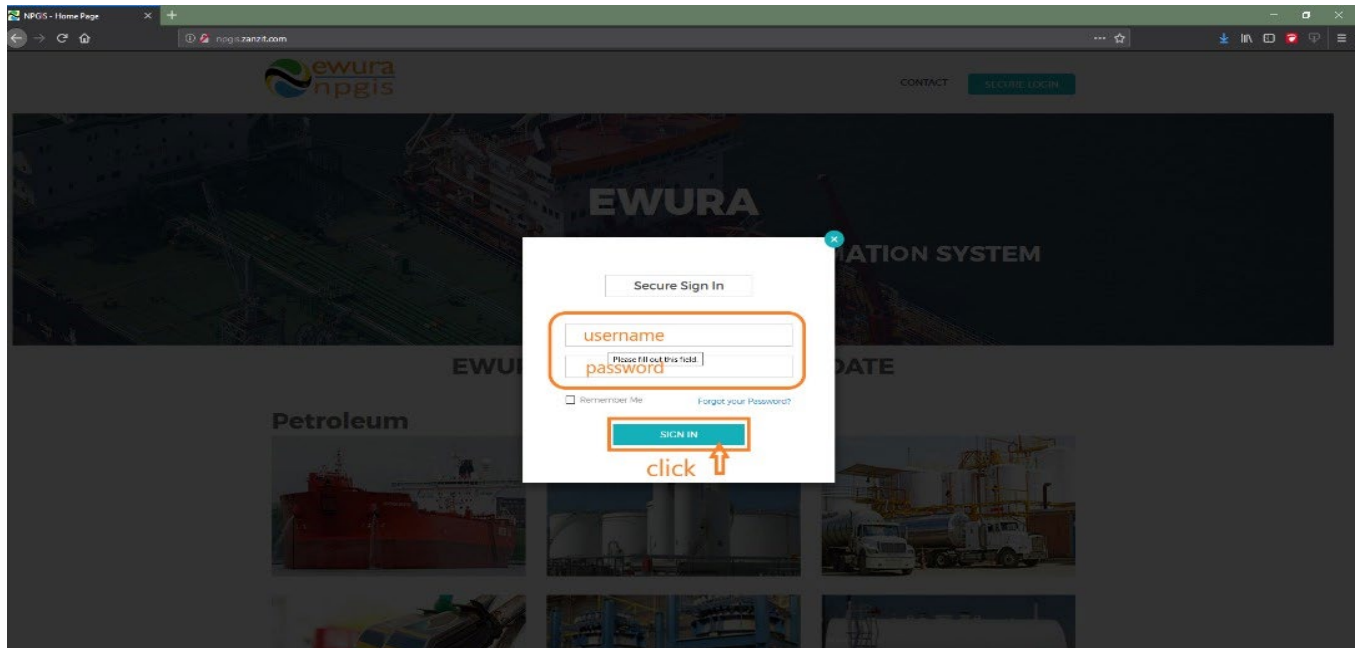 NPGIS - Home Page
npgis.zanzit.com
ewura
npgis
CONTACT
SECURE LOGIN
EWURA
ATION SYSTEM
Secure Sign In
username
Please fill out this field.
password
Remember Me
Forgot your Password?
SIGN IN
click
EWU
DATE
Petroleum